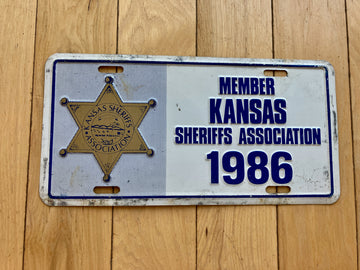 KANSAS SHERIFFS
ASSOCIATION
MEMBER
KANSAS
SHERIFFS ASSOCIATION
1986